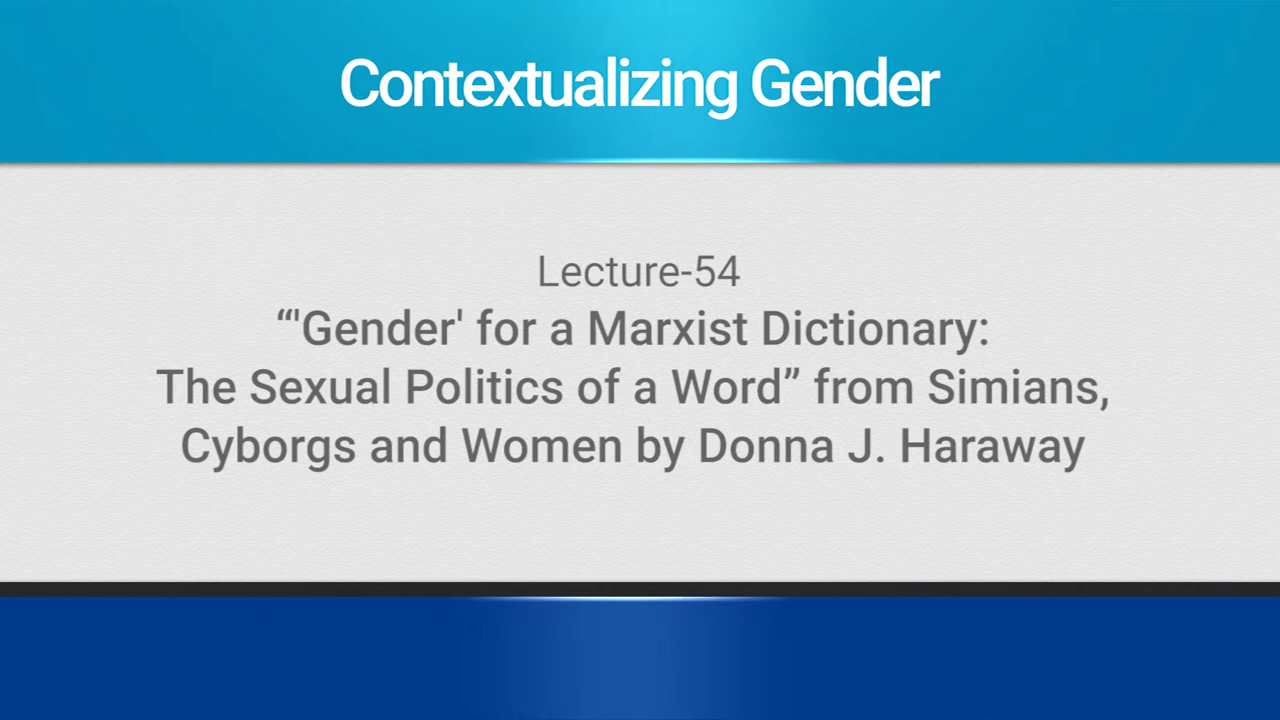 Contextualizing Gender
Lecture-54
“'Gender' for a Marxist Dictionary:
The Sexual Politics of a Word” from Simians,
Cyborgs and Women by Donna J. Haraway